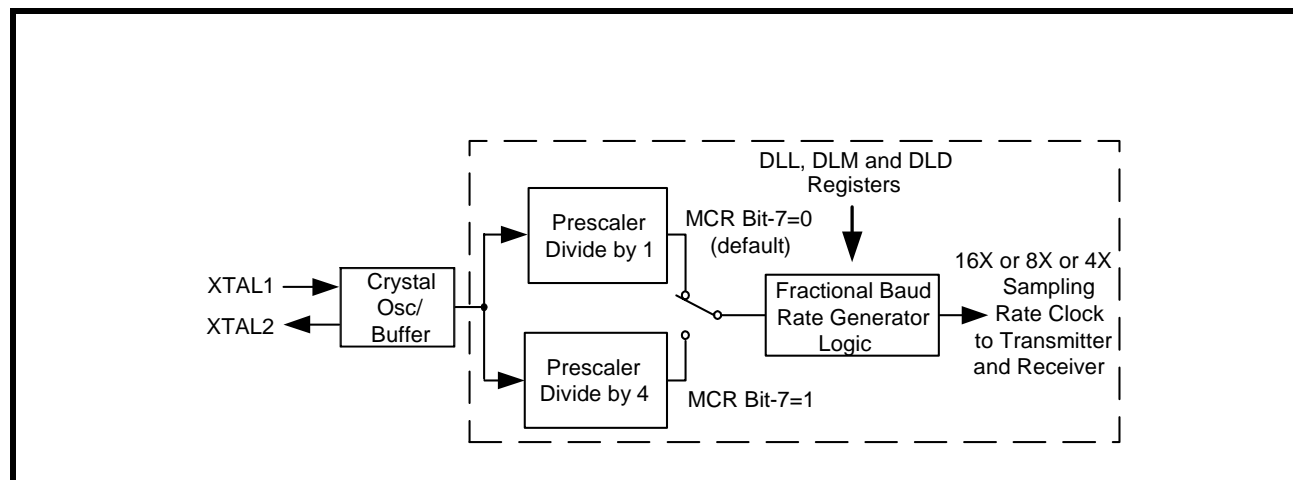 DLL, DLM and DLD
Registers
Prescaler
Divide by 1
MCR Bit-7=0
(default)
XTAL1
XTAL2
Crystal
Osc/
Buffer
Fractional Baud
Rate Generator
Logic
16X or 8X or 4X
Sampling
Rate Clock
to Transmitter
and Receiver
Prescaler
Divide by 4
MCR Bit-7=1